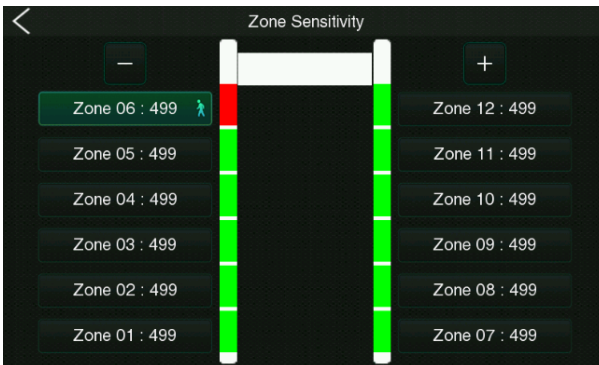 Zone Sensitivity
− +
Zone 06 : 499 Zone 12 : 499
Zone 05 : 499 Zone 11 : 499
Zone 04 : 499 Zone 10 : 499
Zone 03 : 499 Zone 09 : 499
Zone 02 : 499 Zone 08 : 499
Zone 01 : 499 Zone 07 : 499